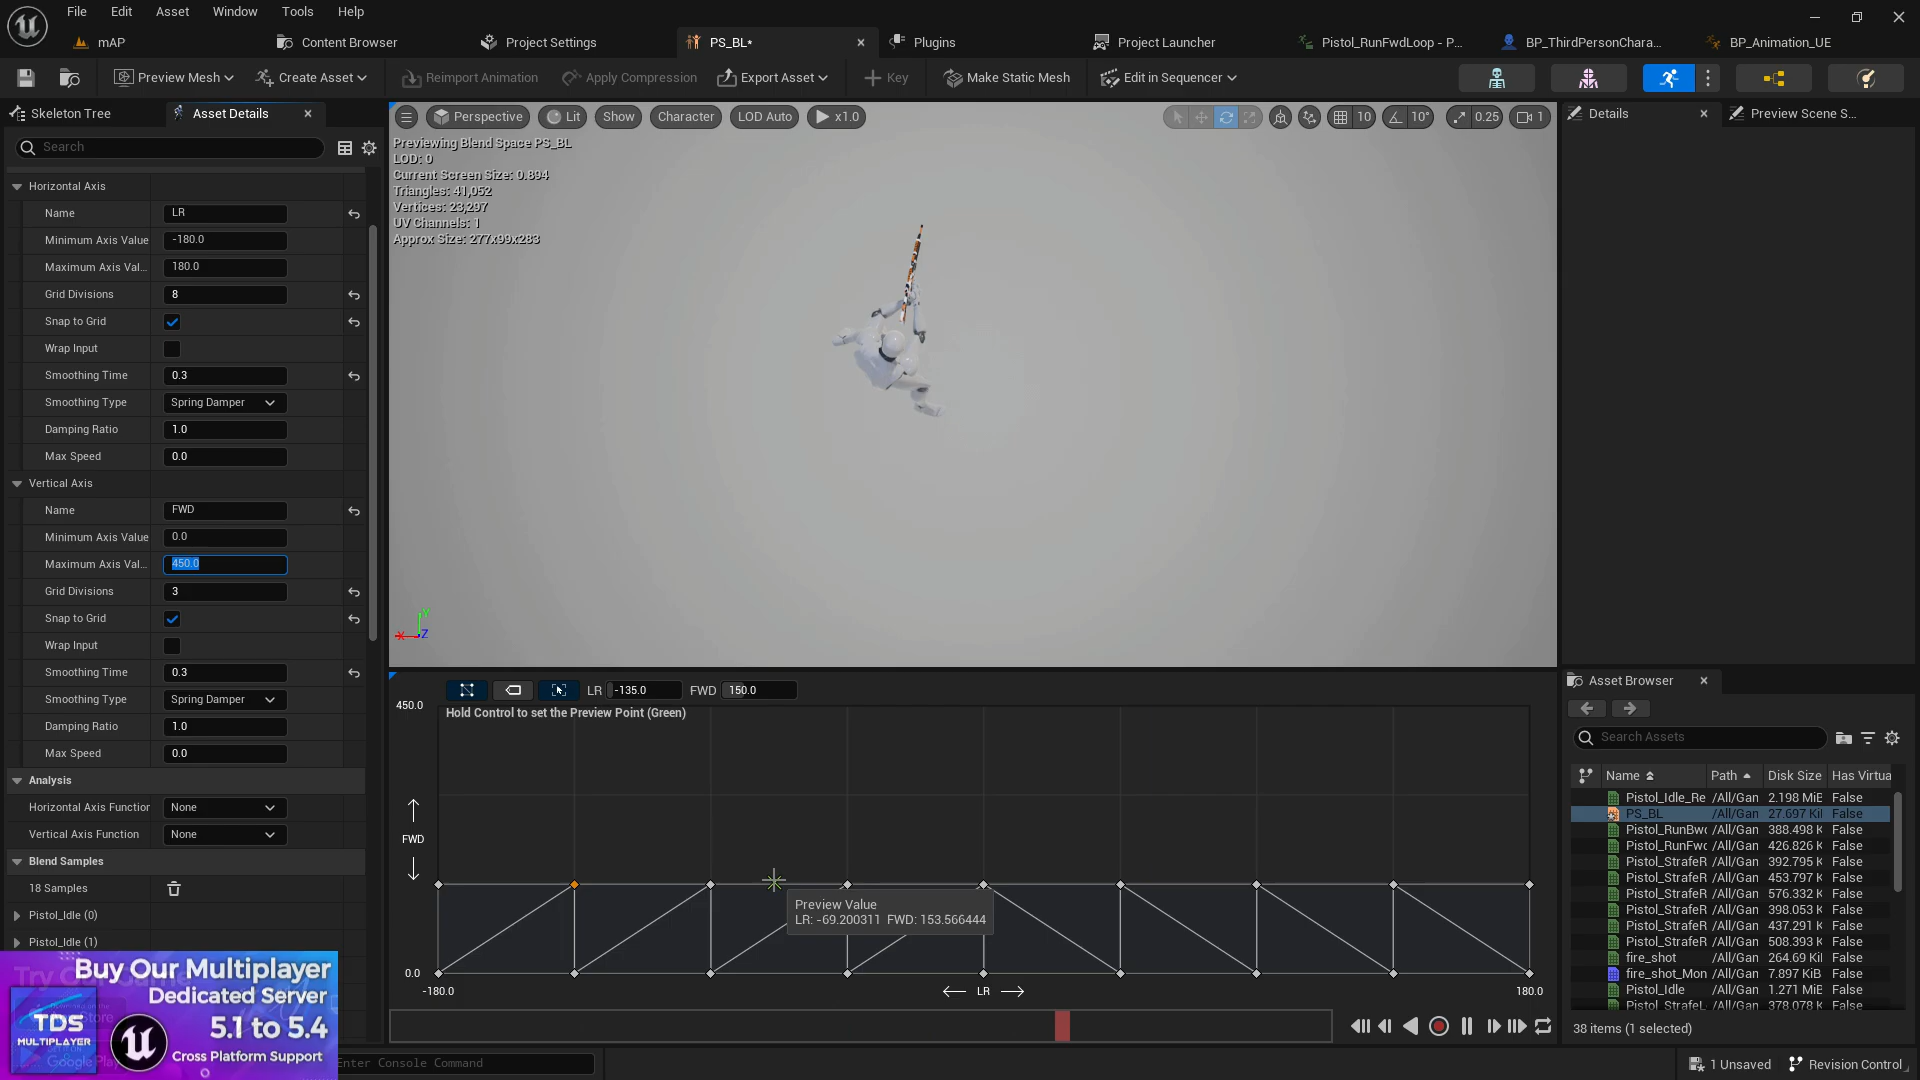 File Edit Asset Window Tools Help
mAP
Content Browser
Project Settings
PS_BL*
Plugins
Project Launcher
Pistol_RunFwdLoop - P...
BP_ThirdPersonChara...
BP_Animation_UE
Preview Mesh
Create Asset
Reimport Animation
Apply Compression
Export Asset
Key
Make Static Mesh
Edit in Sequencer
Skeleton Tree
Asset Details
Search
Horizontal Axis
Name LR
Minimum Axis Value -180.0
Maximum Axis Val... 180.0
Grid Divisions 8
Snap to Grid
Wrap Input
Smoothing Time 0.3
Smoothing Type Spring Damper
Damping Ratio 1.0
Max Speed 0.0
Vertical Axis
Name FWD
Minimum Axis Value 0.0
Maximum Axis Val... 450.0
Grid Divisions 3
Snap to Grid
Wrap Input
Smoothing Time 0.3
Smoothing Type Spring Damper
Damping Ratio 1.0
Max Speed 0.0
Analysis
Horizontal Axis Function None
Vertical Axis Function None
Blend Samples
18 Samples
Pistol_Idle (0)
Pistol_Idle (1)
Buy Our Multiplayer
Dedicated Server
5.1 to 5.4
Cross Platform Support
TDS
MULTIPLAYER
Enter Console Command
Perspective
Lit
Show
Character
LOD Auto
x1.0
10
10°
0.25
1
Previewing Blend Space PS_BL
LOD: 0
Current Screen Size: 0.894
Triangles: 41,052
Vertices: 23,297
UV Channels: 1
Approx Size: 277x99x283
X Y Z
LR -135.0 FWD 150.0
450.0
Hold Control to set the Preview Point (Green)
FWD
Preview Value
LR: -69.200311 FWD: 153.566444
0.0
-180.0
LR
180.0
Details
Preview Scene S...
Asset Browser
Search Assets
Name Path Disk Size Has Virtua
Pistol_Idle_Re /All/Gan 2.198 MiE False
PS_BL /All/Gan 27.697 Ki False
Pistol_RunBwc /All/Gan 388.498 K False
Pistol_RunFwc /All/Gan 426.826 K False
Pistol_StrafeR /All/Gan 392.795 K False
Pistol_StrafeR /All/Gan 453.797 K False
Pistol_StrafeR /All/Gan 576.332 K False
Pistol_StrafeR /All/Gan 398.053 K False
Pistol_StrafeR /All/Gan 437.291 K False
Pistol_StrafeR /All/Gan 508.393 K False
fire_shot /All/Gan 264.69 Ki False
fire_shot_Mon /All/Gan 7.897 KiB False
Pistol_Idle /All/Gan 1.271 MiE False
Pistol_StrafeL /All/Gan 378.078 K False
38 items (1 selected)
1 Unsaved
Revision Control